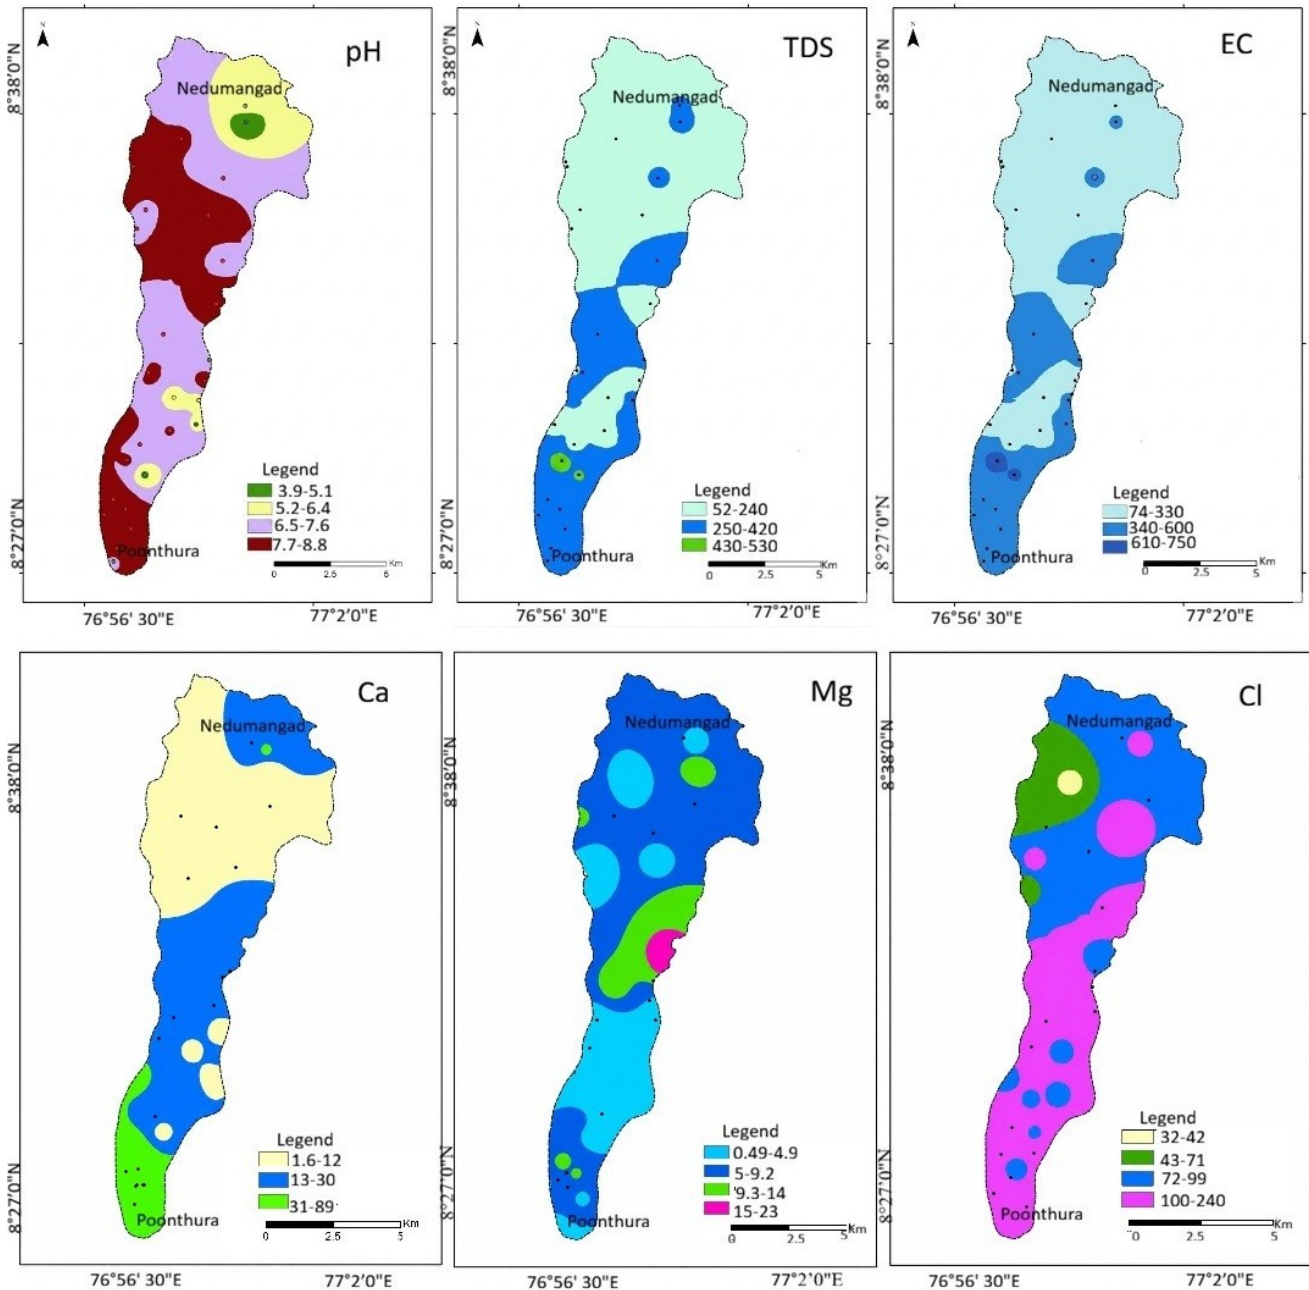 N
pH
8°38'0"N
Nedumangad
Legend
3.9-5.1
5.2-6.4
6.5-7.6
7.7-8.8
Poonthura
8°27'0"N
0 2.5 5 Km
76°56' 30"E 77°2'0"E
N
TDS
8°38'0"N
Nedumangad
Legend
52-240
250-420
430-530
Poonthura
8°27'0"N
0 2.5 5 Km
76°56' 30"E 77°2'0"E
N
EC
8°38'0"N
Nedumangad
Legend
74-330
340-600
610-750
Poonthura
8°27'0"N
0 2.5 5 Km
76°56' 30"E 77°2'0"E
Ca
Nedumangad
8°38'0"N
Legend
1.6-12
13-30
31-89
8°27'0"N
Poonthura
0 2.5 5 Km
76°56' 30"E 77°2'0"E
Mg
Nedumangad
8°38'0"N
Legend
0.49-4.9
5-9.2
'9.3-14
15-23
8°27'0"N
Poonthura
0 2.5 5 Km
76°56' 30"E 77°2'0"E
Cl
Nedumangad
8°38'0"N
Legend
32-42
43-71
72-99
100-240
8°27'0"N
Poonthura
0 2.5 5 Km
76°56' 30"E 77°2'0"E